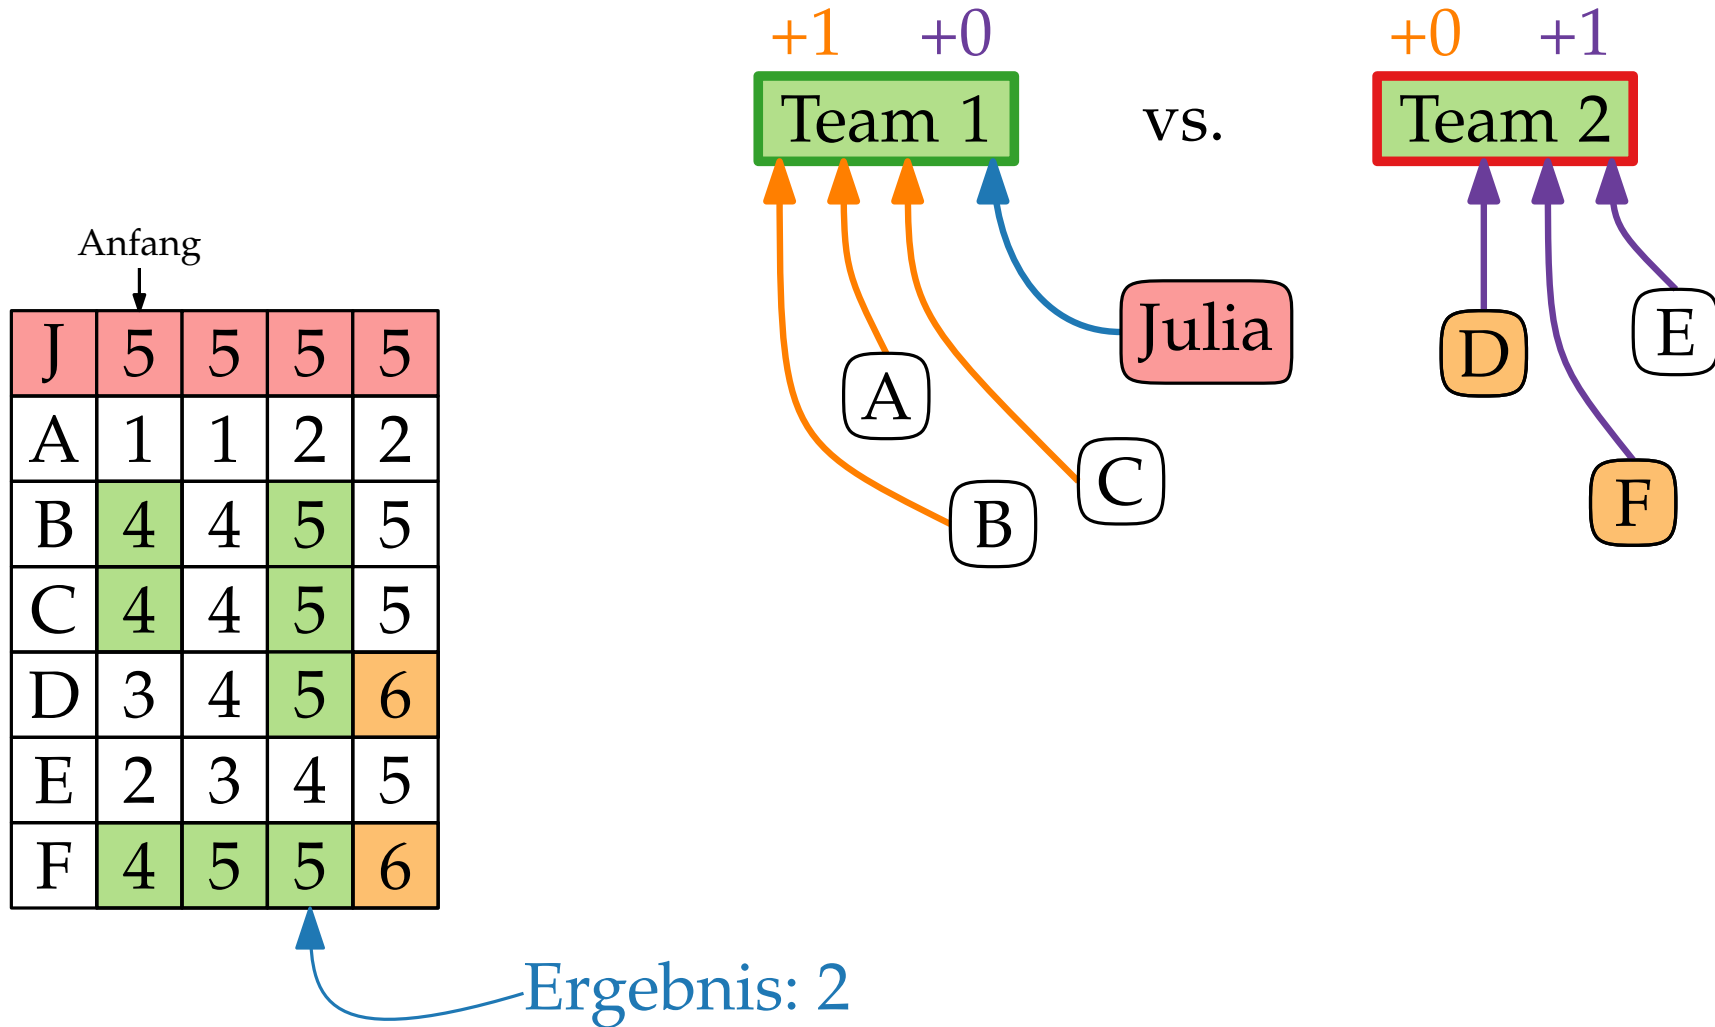 +1 +0 +0 +1
Team 1 vs. Team 2
Anfang
J 5 5 5 5
A 1 1 2 2
B 4 4 5 5
C 4 4 5 5
D 3 4 5 6
E 2 3 4 5
F 4 5 5 6
Julia
D
E
A
C
B
F
Ergebnis: 2